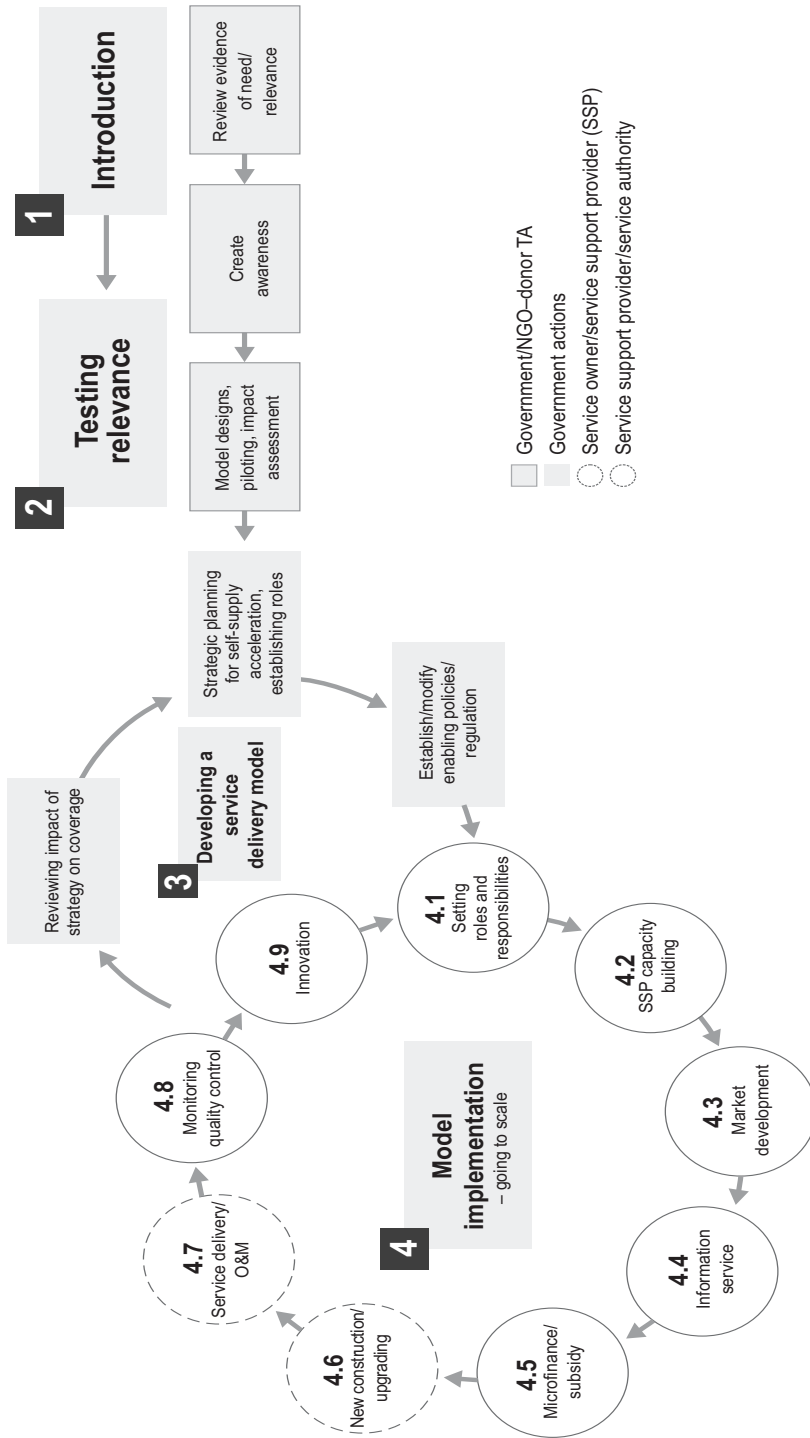 1
Introduction
2
Testing
relevance
Review evidence
of need/
relevance
Create
awareness
Model designs,
piloting, impact
assessment
Strategic planning
for self-supply
acceleration,
establishing roles
3
Developing a
service
delivery model
Establish/modify
enabling policies/
regulation
Reviewing impact of
strategy on coverage
4
Model
implementation
– going to scale
4.1
Setting
roles and
responsibilities
4.2
SSP capacity
building
4.3
Market
development
4.4
Information
service
4.5
Microfinance/
subsidy
4.6
New construction/
upgrading
4.7
Service delivery/
O&M
4.8
Monitoring
quality control
4.9
Innovation
Government/NGO–donor TA
Government actions
Service owner/service support provider (SSP)
Service support provider/service authority